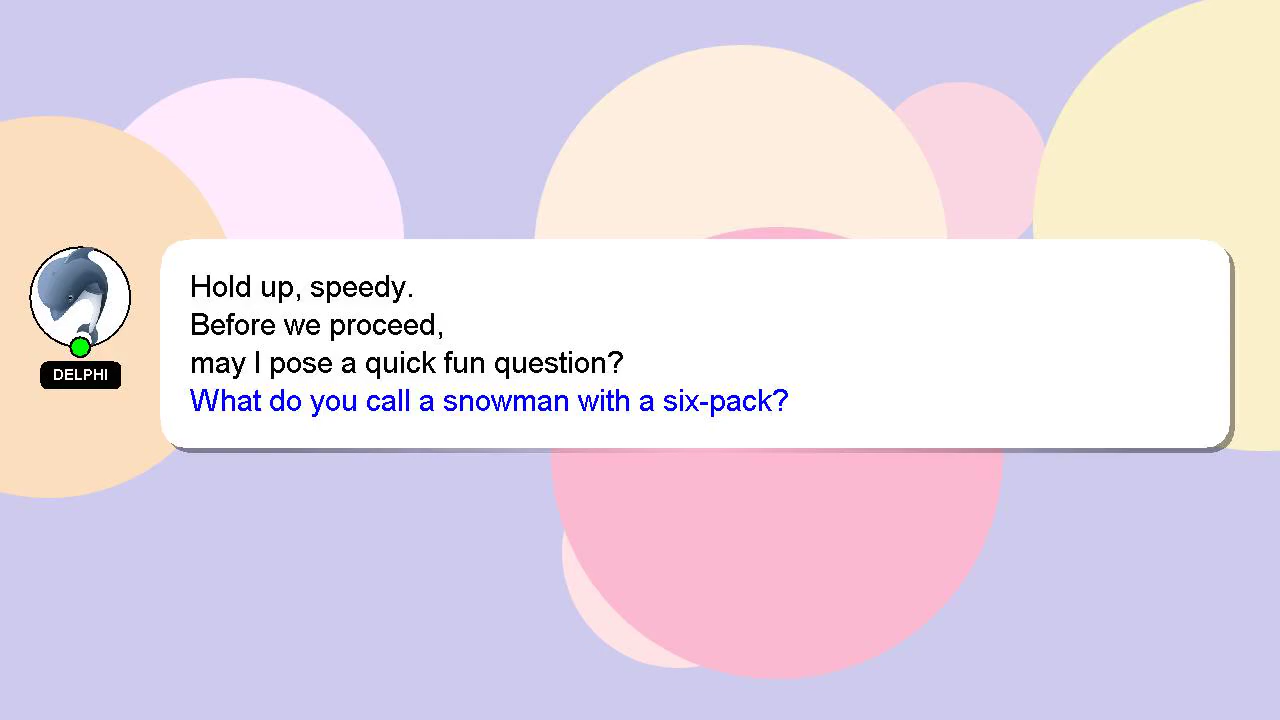 Hold up, speedy.
Before we proceed,
may I pose a quick fun question?
What do you call a snowman with a six-pack?
DELPHI